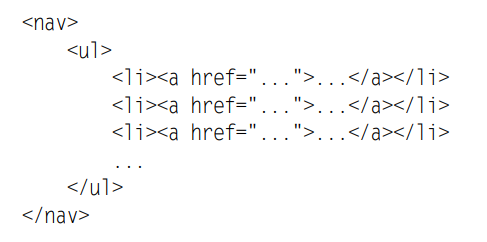 <nav>
    <ul>
        <li><a href="...">...</a></li>
        <li><a href="...">...</a></li>
        <li><a href="...">...</a></li>
        ...
    </ul>
</nav>